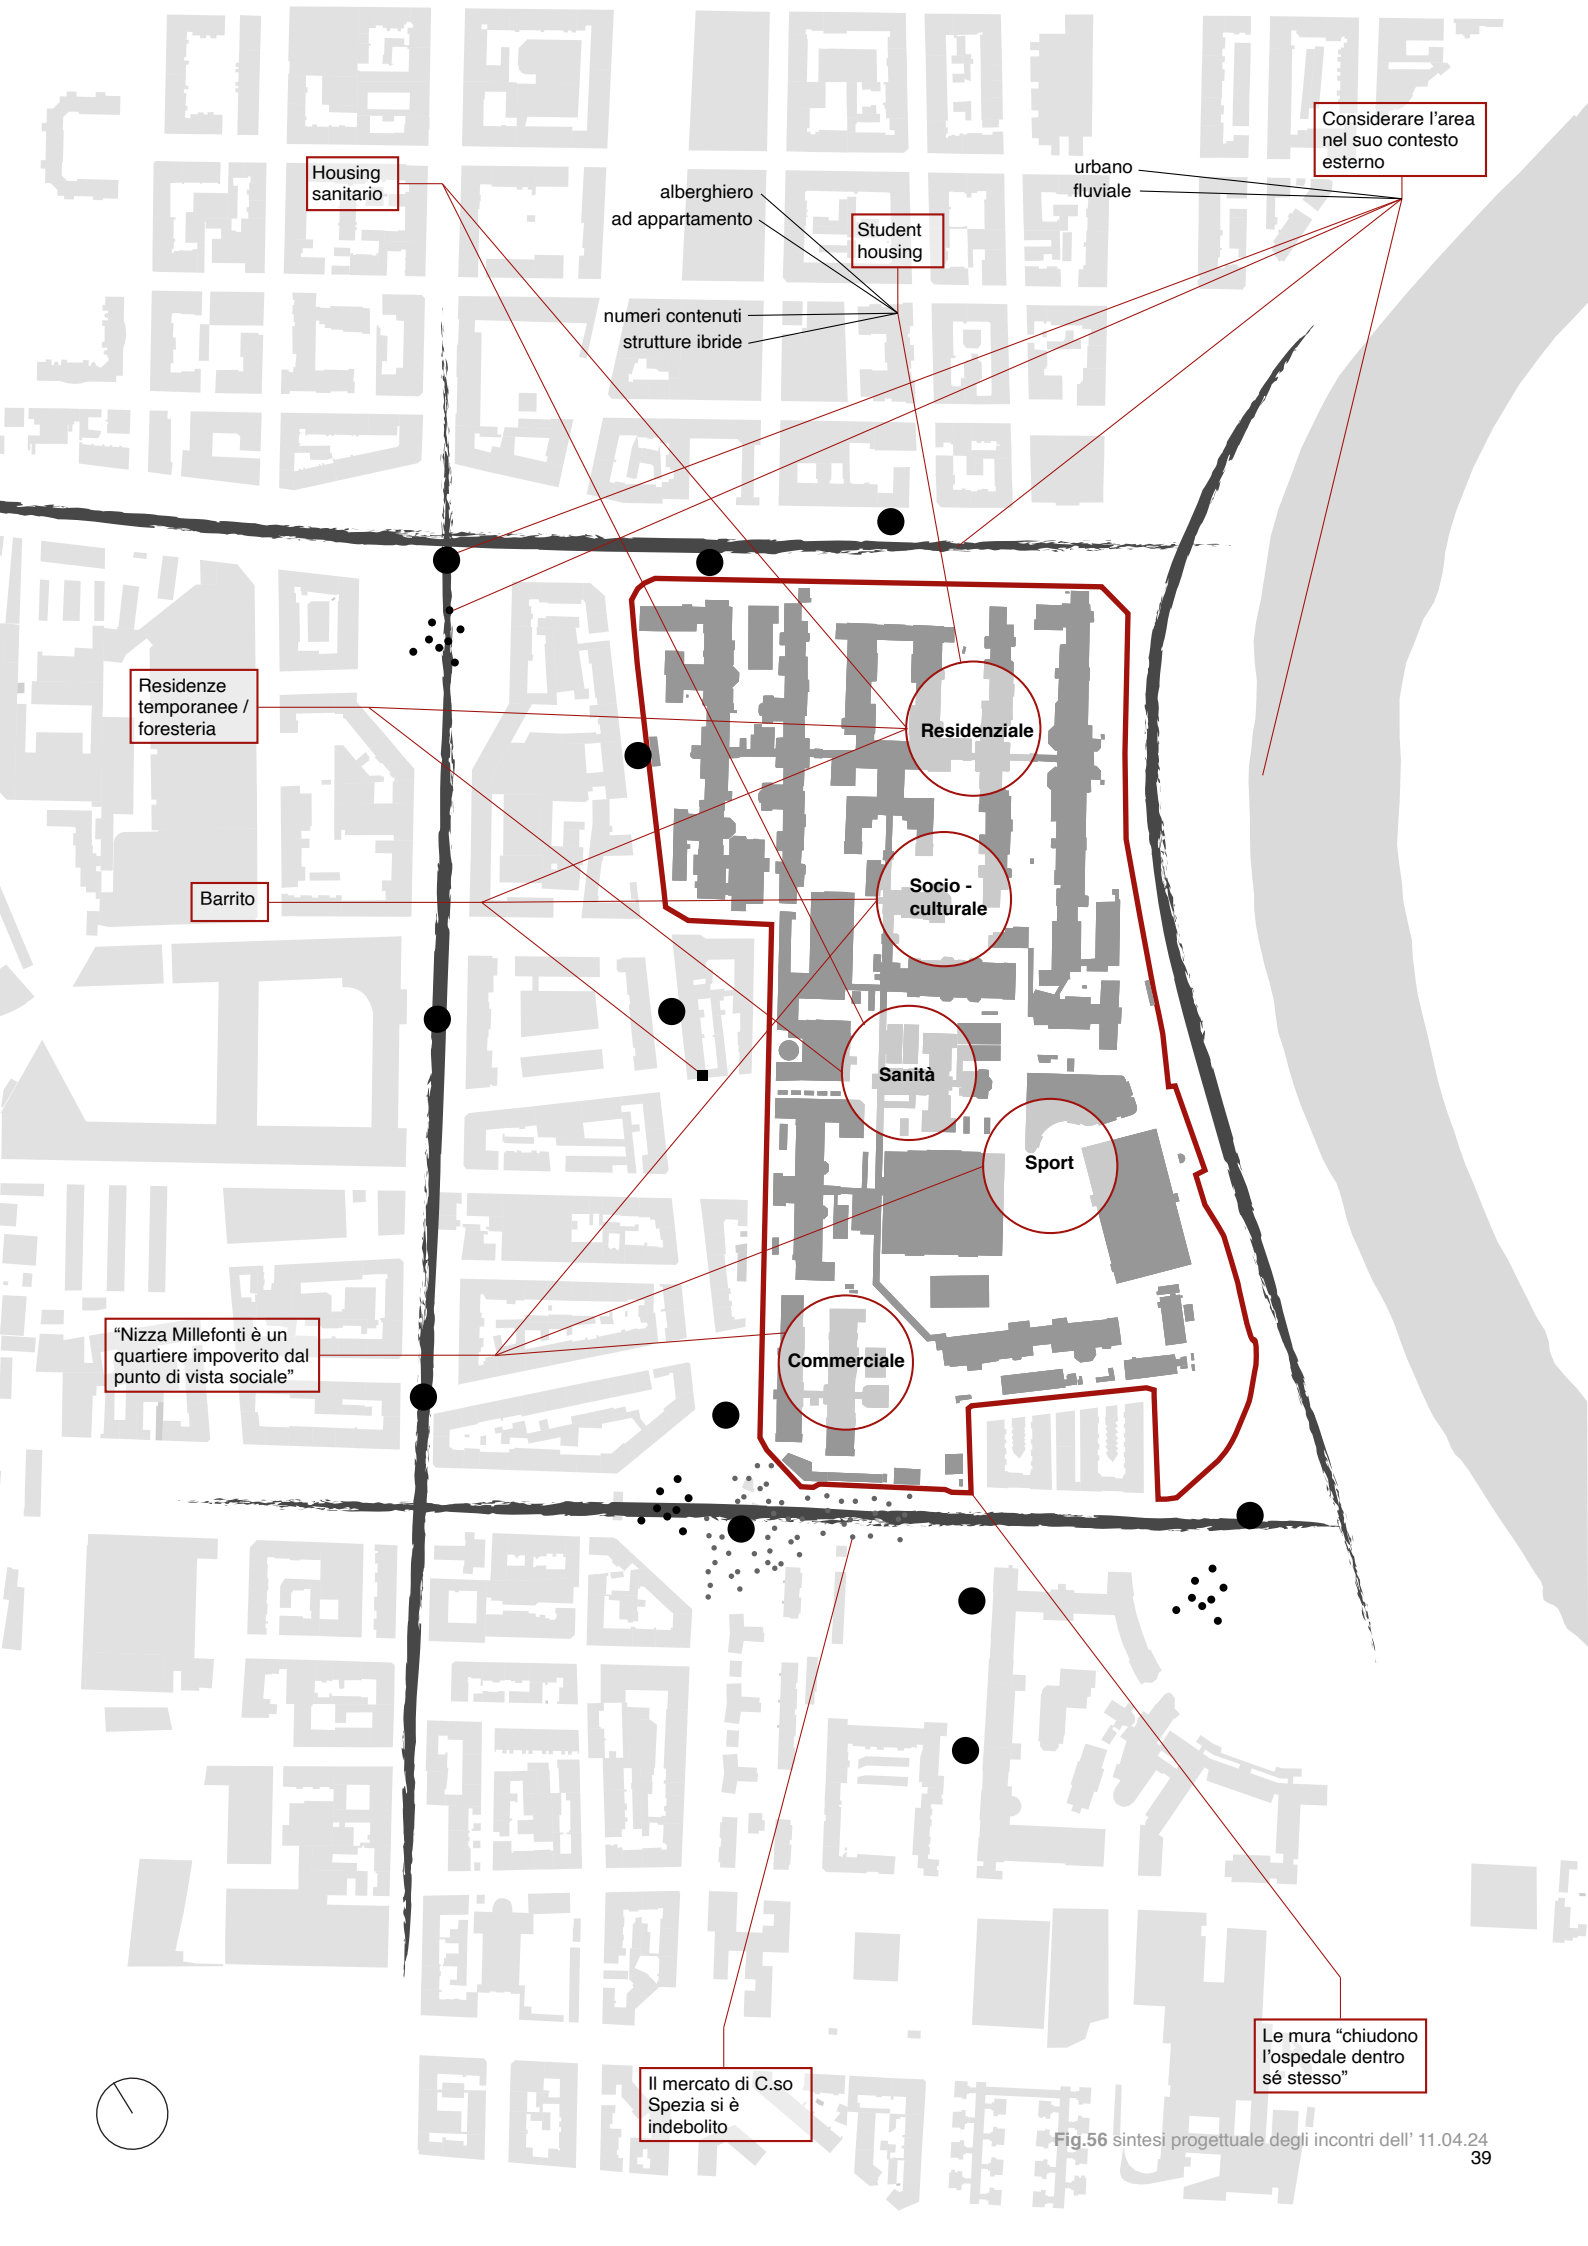 Considerare l’area
nel suo contesto
esterno
Housing
sanitario
urbano
fluviale
alberghiero
ad appartamento
Student
housing
numeri contenuti
strutture ibride
Residenze
temporanee /
foresteria
Residenziale
Barrito
Socio -
culturale
Sanità
Sport
“Nizza Millefonti è un
quartiere impoverito dal
punto di vista sociale”
Commerciale
Le mura “chiudono
l’ospedale dentro
sé stesso”
Il mercato di C.so
Spezia si è
indebolito
Fig.56 sintesi progettuale degli incontri dell’ 11.04.24
39